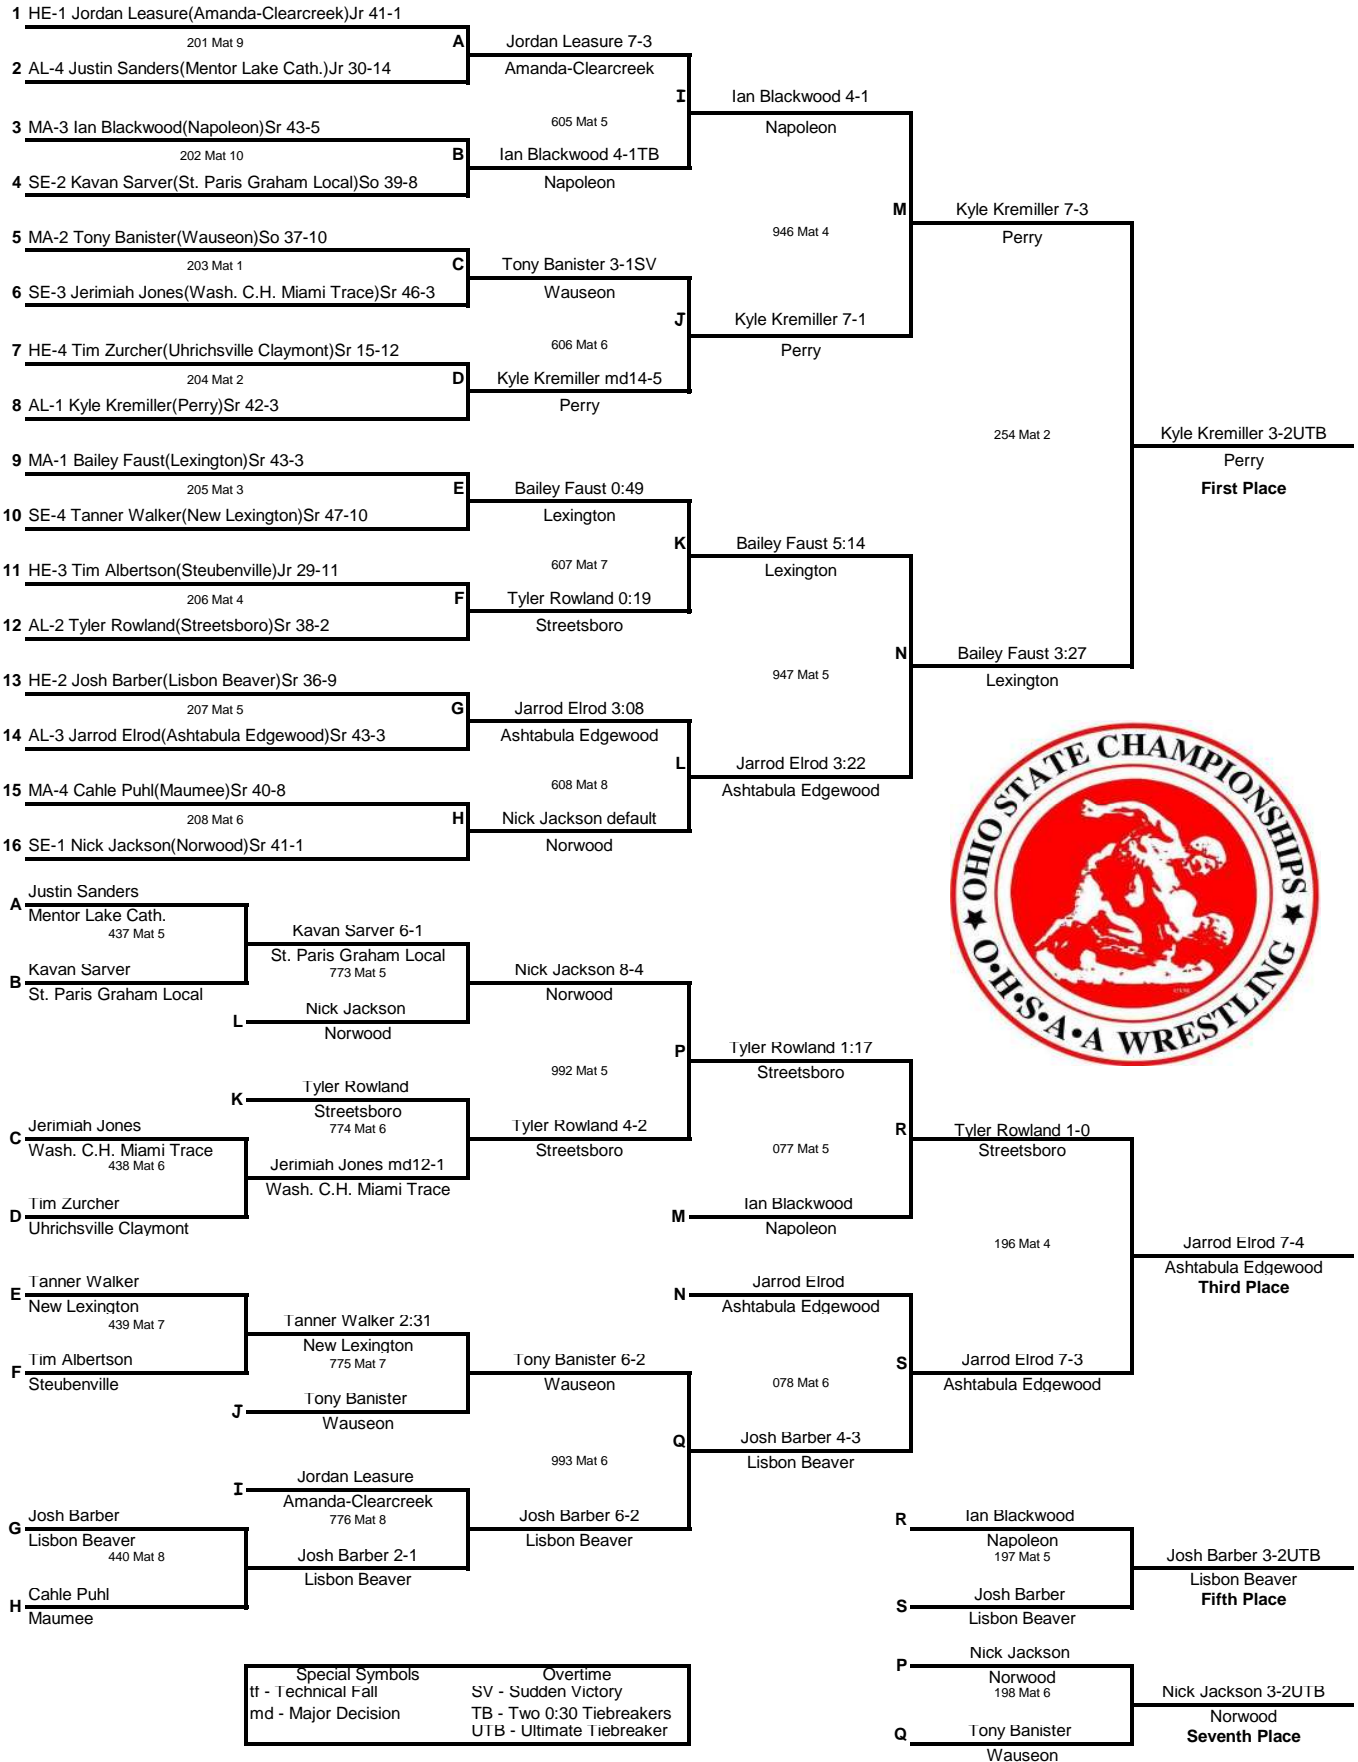 1 HE-1 Jordan Leasure(Amanda-Clearcreek)Jr 41-1
201 Mat 9
A
2 AL-4 Justin Sanders(Mentor Lake Cath.)Jr 30-14
Jordan Leasure 7-3
Amanda-Clearcreek
I
605 Mat 5
3 MA-3 Ian Blackwood(Napoleon)Sr 43-5
202 Mat 10
B
4 SE-2 Kavan Sarver(St. Paris Graham Local)So 39-8
Ian Blackwood 4-1TB
Napoleon
Ian Blackwood 4-1
Napoleon
M
946 Mat 4
5 MA-2 Tony Banister(Wauseon)So 37-10
203 Mat 1
C
6 SE-3 Jerimiah Jones(Wash. C.H. Miami Trace)Sr 46-3
Tony Banister 3-1SV
Wauseon
J
606 Mat 6
7 HE-4 Tim Zurcher(Uhrichsville Claymont)Sr 15-12
204 Mat 2
D
8 AL-1 Kyle Kremiller(Perry)Sr 42-3
Kyle Kremiller md14-5
Perry
Kyle Kremiller 7-1
Perry
Kyle Kremiller 7-3
Perry
254 Mat 2
Kyle Kremiller 3-2UTB
Perry
First Place
9 MA-1 Bailey Faust(Lexington)Sr 43-3
205 Mat 3
E
10 SE-4 Tanner Walker(New Lexington)Sr 47-10
Bailey Faust 0:49
Lexington
K
607 Mat 7
11 HE-3 Tim Albertson(Steubenville)Jr 29-11
206 Mat 4
F
12 AL-2 Tyler Rowland(Streetsboro)Sr 38-2
Tyler Rowland 0:19
Streetsboro
Bailey Faust 5:14
Lexington
N
947 Mat 5
13 HE-2 Josh Barber(Lisbon Beaver)Sr 36-9
207 Mat 5
G
14 AL-3 Jarrod Elrod(Ashtabula Edgewood)Sr 43-3
Jarrod Elrod 3:08
Ashtabula Edgewood
L
608 Mat 8
15 MA-4 Cahle Puhl(Maumee)Sr 40-8
208 Mat 6
H
16 SE-1 Nick Jackson(Norwood)Sr 41-1
Nick Jackson default
Norwood
Jarrod Elrod 3:22
Ashtabula Edgewood
Bailey Faust 3:27
Lexington
OHIO STATE CHAMPIONSHIPS
O•H•S•A•A WRESTLING
A Justin Sanders
Mentor Lake Cath.
437 Mat 5
B Kavan Sarver
St. Paris Graham Local
Kavan Sarver 6-1
St. Paris Graham Local
773 Mat 5
L Nick Jackson
Norwood
Nick Jackson 8-4
Norwood
P
992 Mat 5
K Tyler Rowland
Streetsboro
774 Mat 6
C Jerimiah Jones
Wash. C.H. Miami Trace
438 Mat 6
D Tim Zurcher
Uhrichsville Claymont
Jerimiah Jones md12-1
Wash. C.H. Miami Trace
Tyler Rowland 4-2
Streetsboro
Tyler Rowland 1:17
Streetsboro
R
077 Mat 5
M Ian Blackwood
Napoleon
Tyler Rowland 1-0
Streetsboro
196 Mat 4
Jarrod Elrod 7-4
Ashtabula Edgewood
Third Place
E Tanner Walker
New Lexington
439 Mat 7
F Tim Albertson
Steubenville
Tanner Walker 2:31
New Lexington
775 Mat 7
J Tony Banister
Wauseon
Tony Banister 6-2
Wauseon
Q
993 Mat 6
N Jarrod Elrod
Ashtabula Edgewood
S
078 Mat 6
Jarrod Elrod 7-3
Ashtabula Edgewood
Josh Barber 4-3
Lisbon Beaver
I Jordan Leasure
Amanda-Clearcreek
776 Mat 8
G Josh Barber
Lisbon Beaver
440 Mat 8
H Cahle Puhl
Maumee
Josh Barber 2-1
Lisbon Beaver
Josh Barber 6-2
Lisbon Beaver
R Ian Blackwood
Napoleon
197 Mat 5
S Josh Barber
Lisbon Beaver
Josh Barber 3-2UTB
Lisbon Beaver
Fifth Place
P Nick Jackson
Norwood
198 Mat 6
Q Tony Banister
Wauseon
Nick Jackson 3-2UTB
Norwood
Seventh Place
Special Symbols Overtime
tf - Technical Fall SV - Sudden Victory
md - Major Decision TB - Two 0:30 Tiebreakers
UTB - Ultimate Tiebreaker